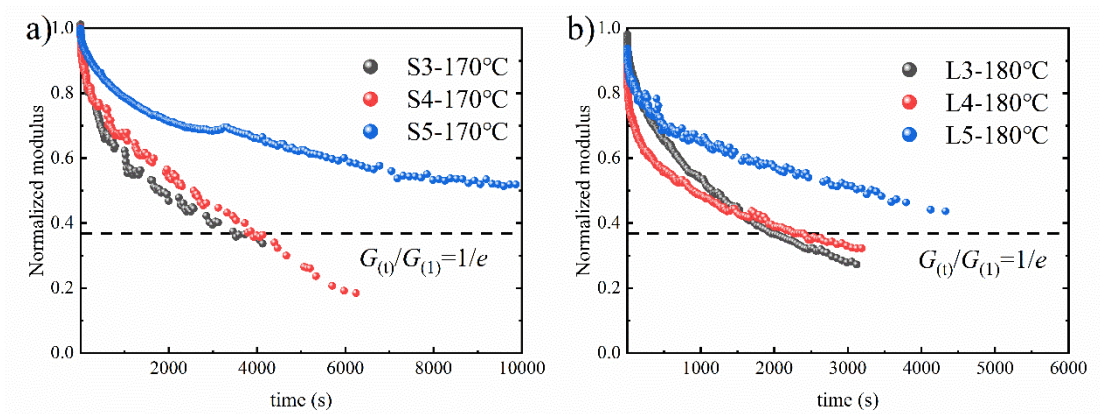 a)
1.0
0.8
0.6
0.4
0.2
0.0
Normalized modulus
S3-170℃
S4-170℃
S5-170℃
G(t)/G(1)=1/e
2000
4000
6000
8000
10000
time (s)
b)
1.0
0.8
0.6
0.4
0.2
0.0
Normalized modulus
L3-180℃
L4-180℃
L5-180℃
G(t)/G(1)=1/e
0
1000
2000
3000
4000
5000
6000
time (s)